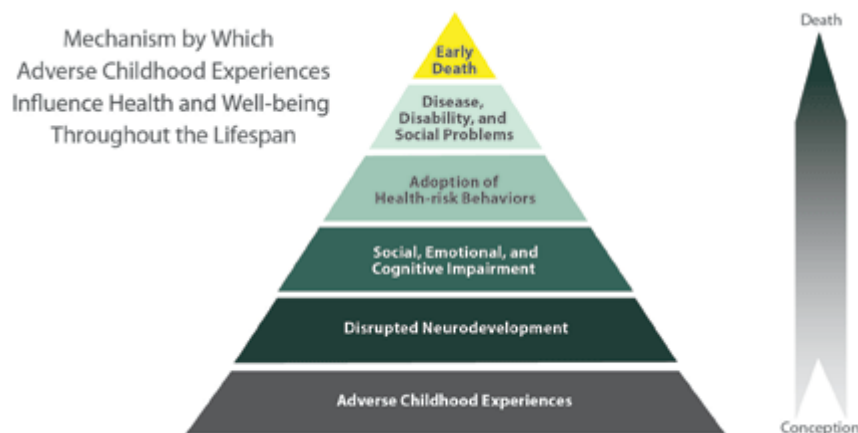 Mechanism by Which
Adverse Childhood Experiences
Influence Health and Well-being
Throughout the Lifespan
Early
Death
Disease,
Disability, and
Social Problems
Adoption of
Health-risk Behaviors
Social, Emotional, and
Cognitive Impairment
Disrupted Neurodevelopment
Adverse Childhood Experiences
Death
Conception